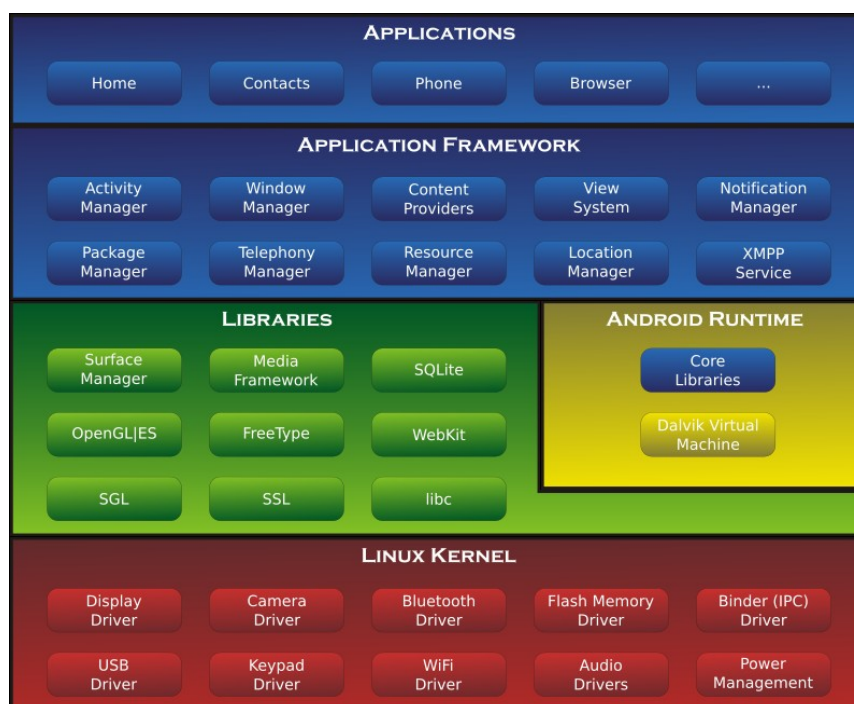 APPLICATIONS
Home
Contacts
Phone
Browser
...
APPLICATION FRAMEWORK
Activity
Manager
Window
Manager
Content
Providers
View
System
Notification
Manager
Package
Manager
Telephony
Manager
Resource
Manager
Location
Manager
XMPP
Service
LIBRARIES
Surface
Manager
Media
Framework
SQLite
OpenGL|ES
FreeType
WebKit
SGL
SSL
libc
ANDROID RUNTIME
Core
Libraries
Dalvik Virtual
Machine
LINUX KERNEL
Display
Driver
Camera
Driver
Bluetooth
Driver
Flash Memory
Driver
Binder (IPC)
Driver
USB
Driver
Keypad
Driver
WiFi
Driver
Audio
Drivers
Power
Management